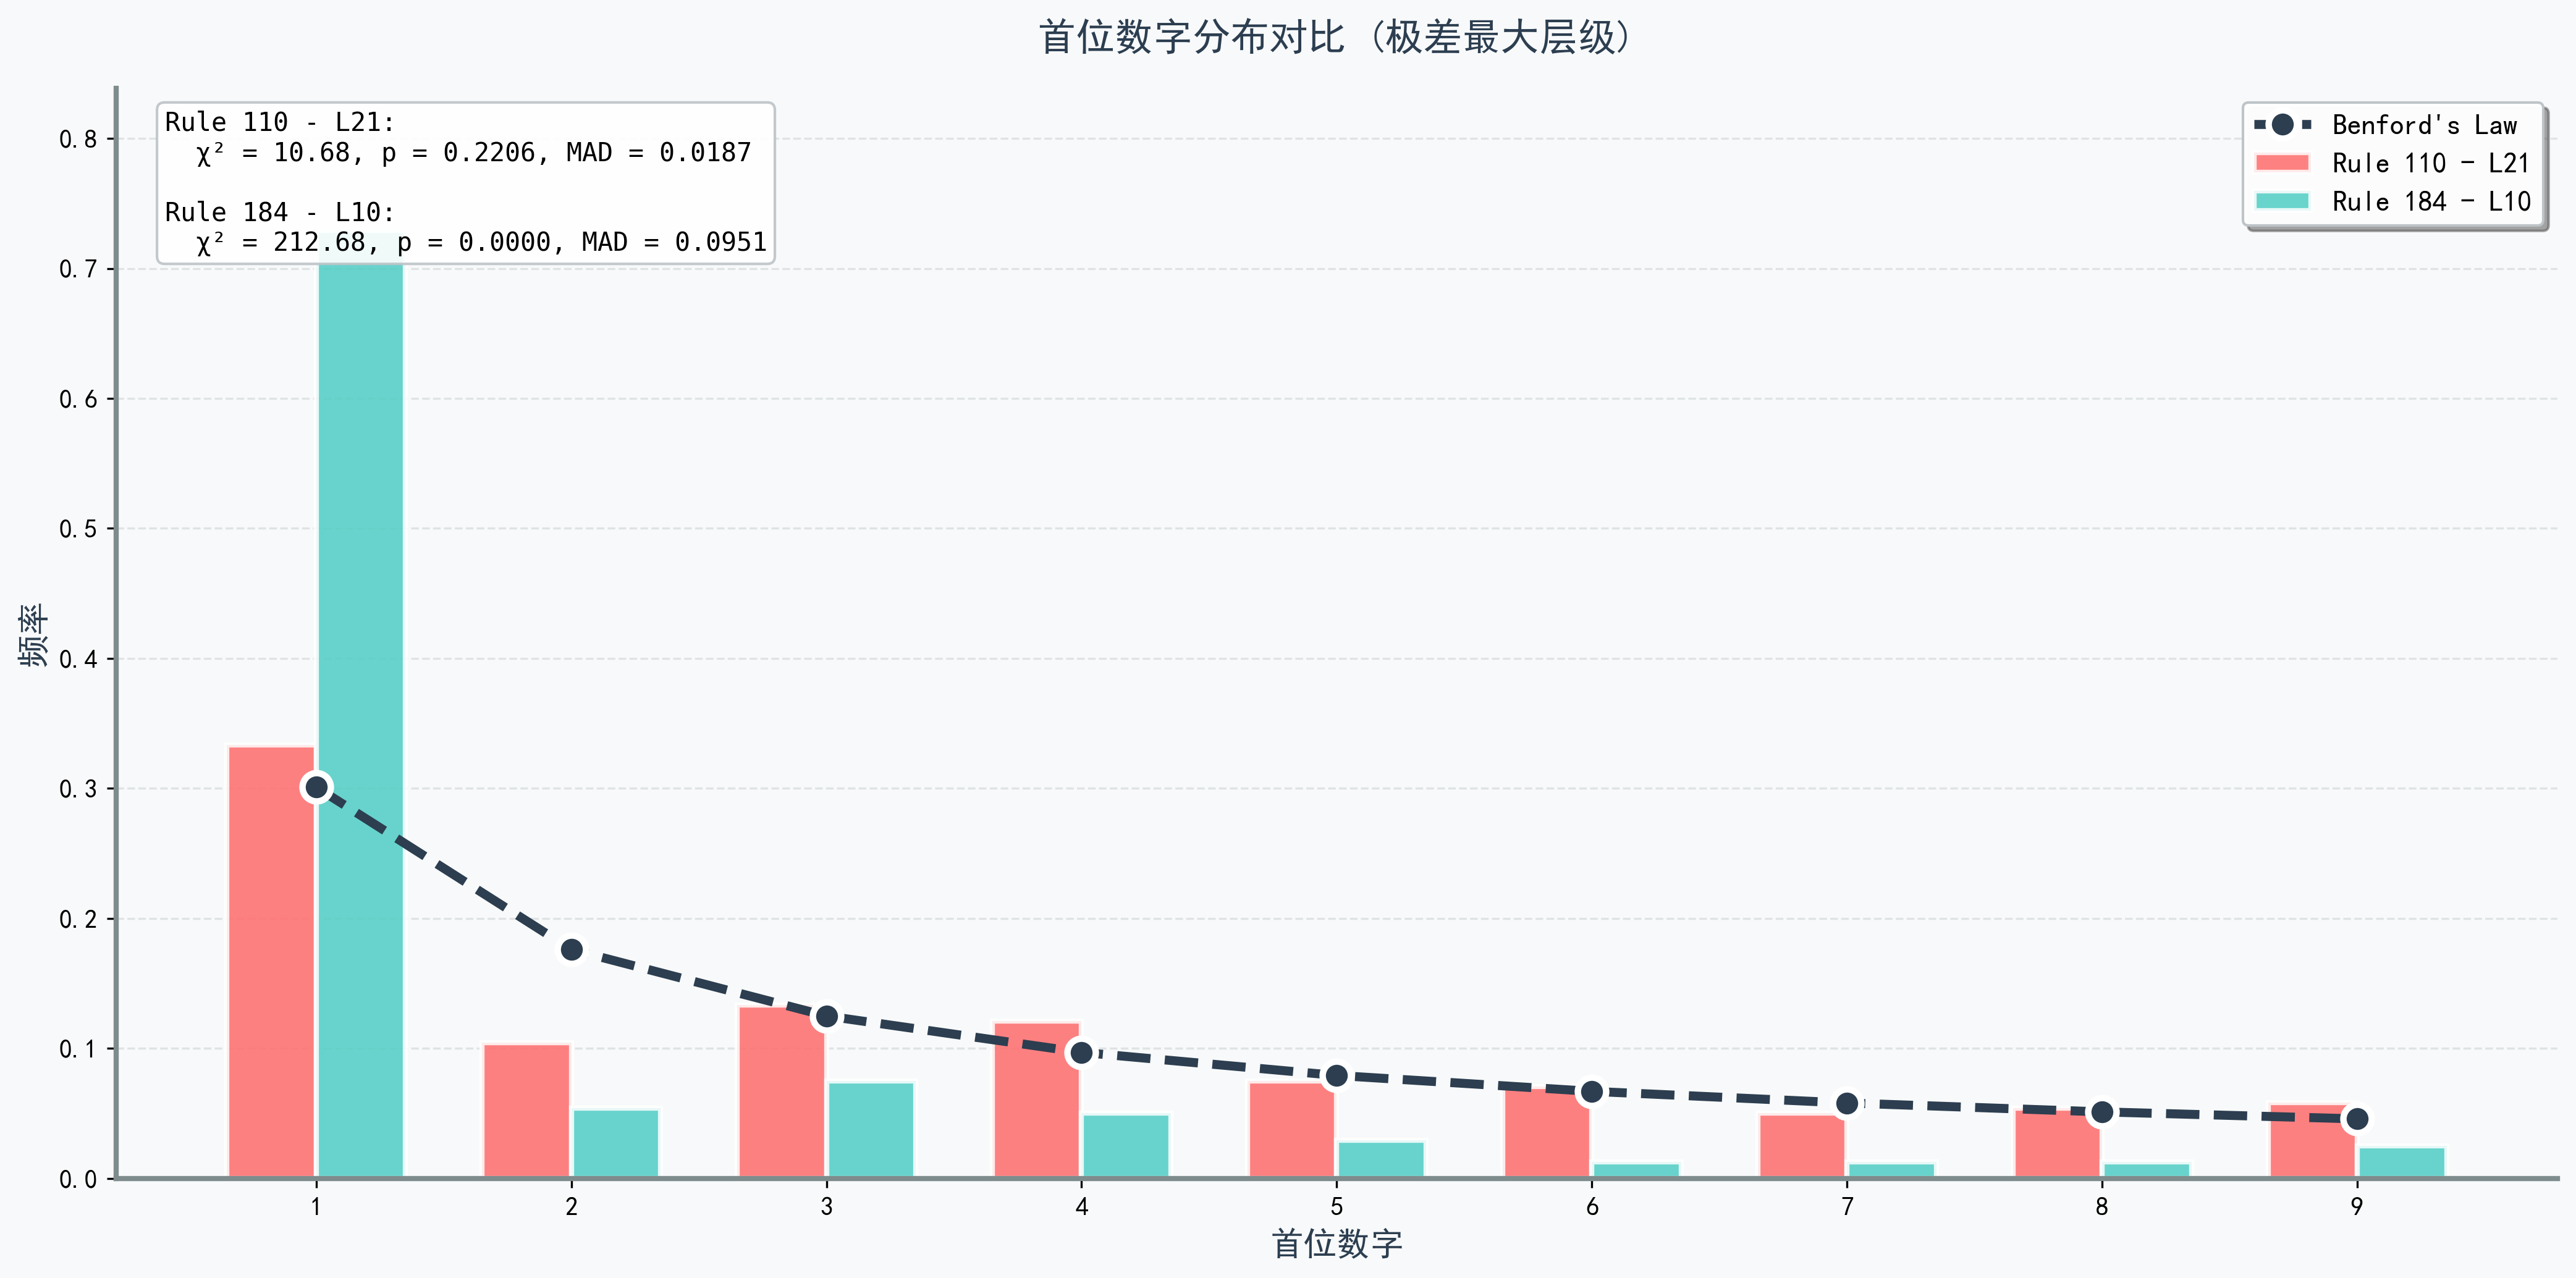 首位数字分布对比 (极差最大层级)
Rule 110 - L21:
χ² = 10.68, p = 0.2206, MAD = 0.0187
Rule 184 - L10:
χ² = 212.68, p = 0.0000, MAD = 0.0951
Benford's Law
Rule 110 - L21
Rule 184 - L10
频率
0.8
0.7
0.6
0.5
0.4
0.3
0.2
0.1
0.0
1 2 3 4 5 6 7 8 9
首位数字